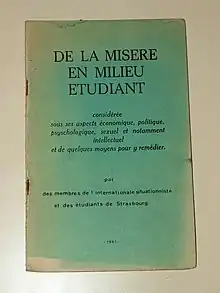 DE LA MISERE
EN MILIEU
ETUDIANT
considérée
sous ses aspects économique, politique,
psychologique, sexuel et notamment
intellectuel
et de quelques moyens pour y remédier.
par
des membres de l'internationale situationniste
et des étudiants de Strasbourg